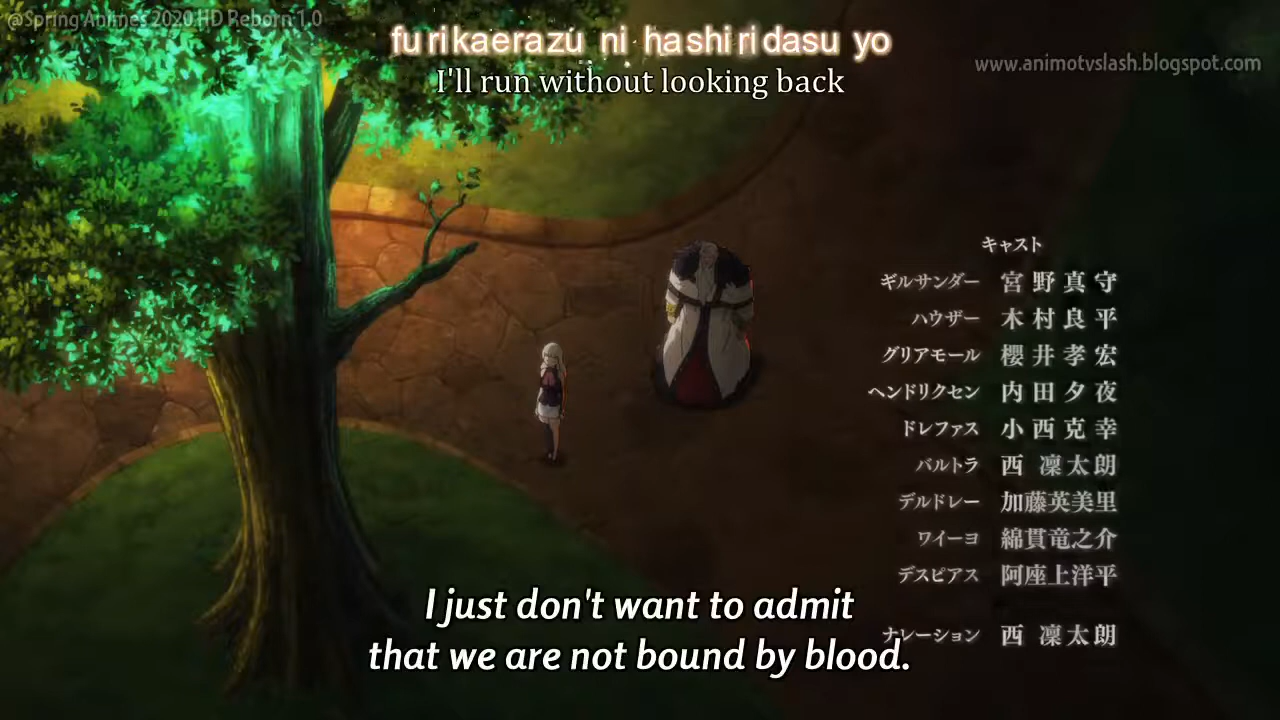 @Spring Animes 2020.HD Reborn 1.0
furikaerazu ni hashiridasu yo
I'll run without looking back
www.animotvslash.blogspot.com
キャスト
ギルサンダー 宮野真守
ハウザー 木村良平
グリアモール 櫻井孝宏
ヘンドリクセン 内田夕夜
ドレファス 小西克幸
バルトラ 西 凛太朗
デルドレー 加藤英美里
ワイーヨ 綿貫竜之介
デスピアス 阿座上洋平
ナレーション 西 凛太朗
I just don't want to admit
that we are not bound by blood.